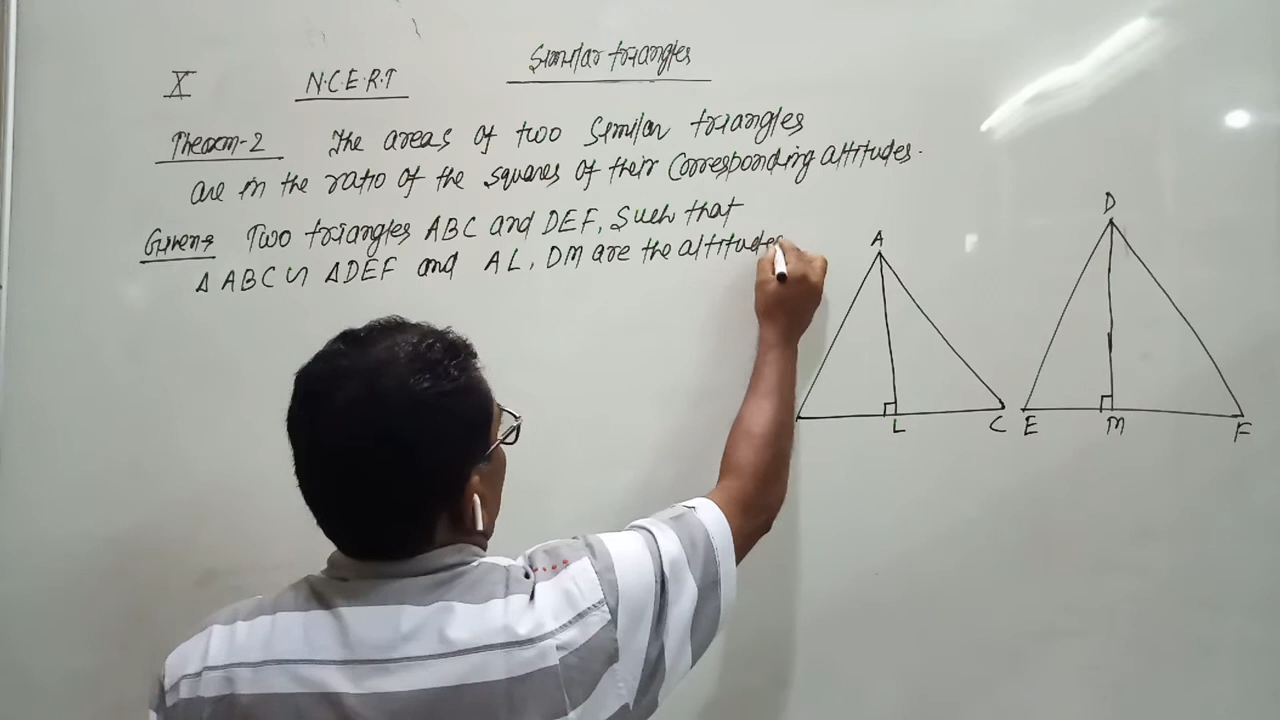 Similar triangles
X N.C.E.R.T
Theorem-2 The areas of two similar triangles
are in the ratio of the squares of their corresponding altitudes.
Given→ Two triangles ABC and DEF, such that
Δ ABC ∽ ΔDEF and AL, DM are the altitudes
A
D
L
C
E
M
F